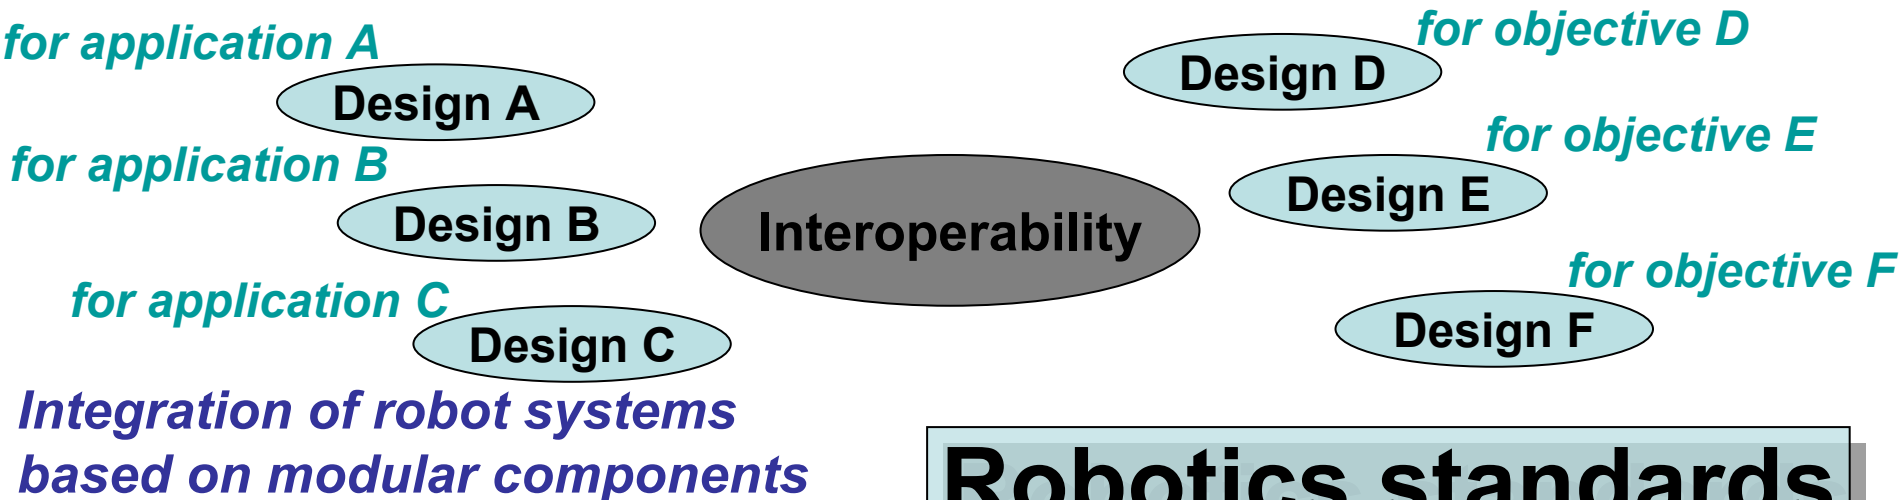 for application A
Design A
for application B
Design B
for application C
Design C
Interoperability
for objective D
Design D
for objective E
Design E
for objective F
Design F
Integration of robot systems
based on modular components
Robotics standards